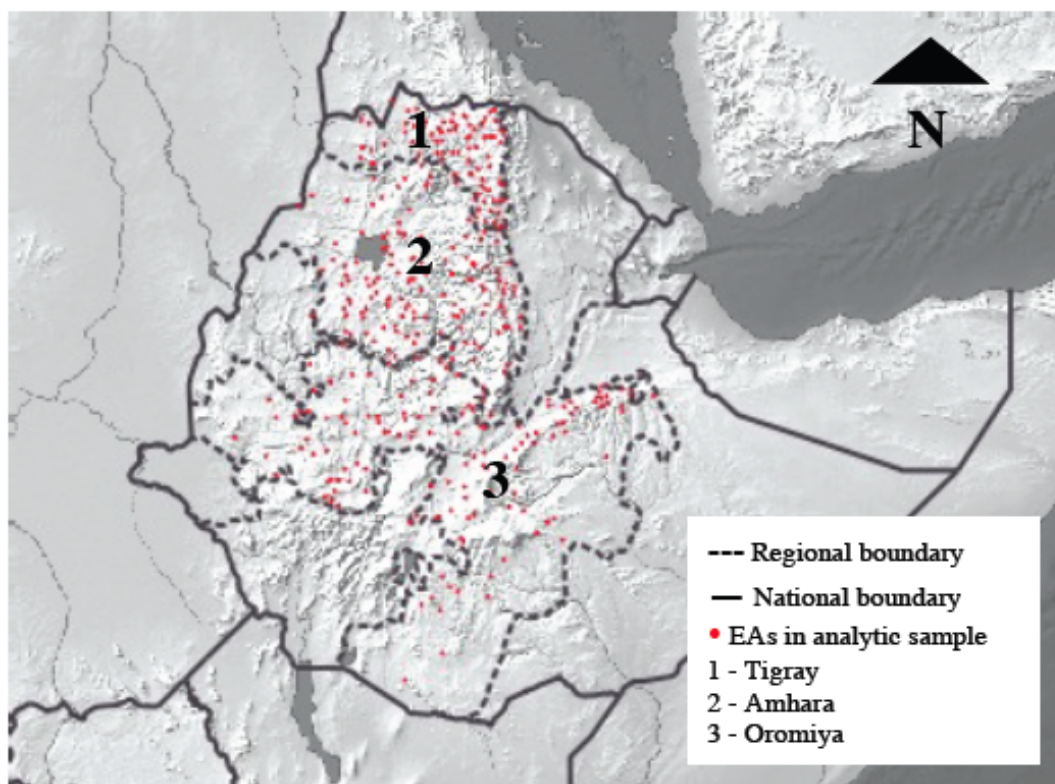 N
1
2
3
Regional boundary
National boundary
EAs in analytic sample
1 - Tigray
2 - Amhara
3 - Oromiya